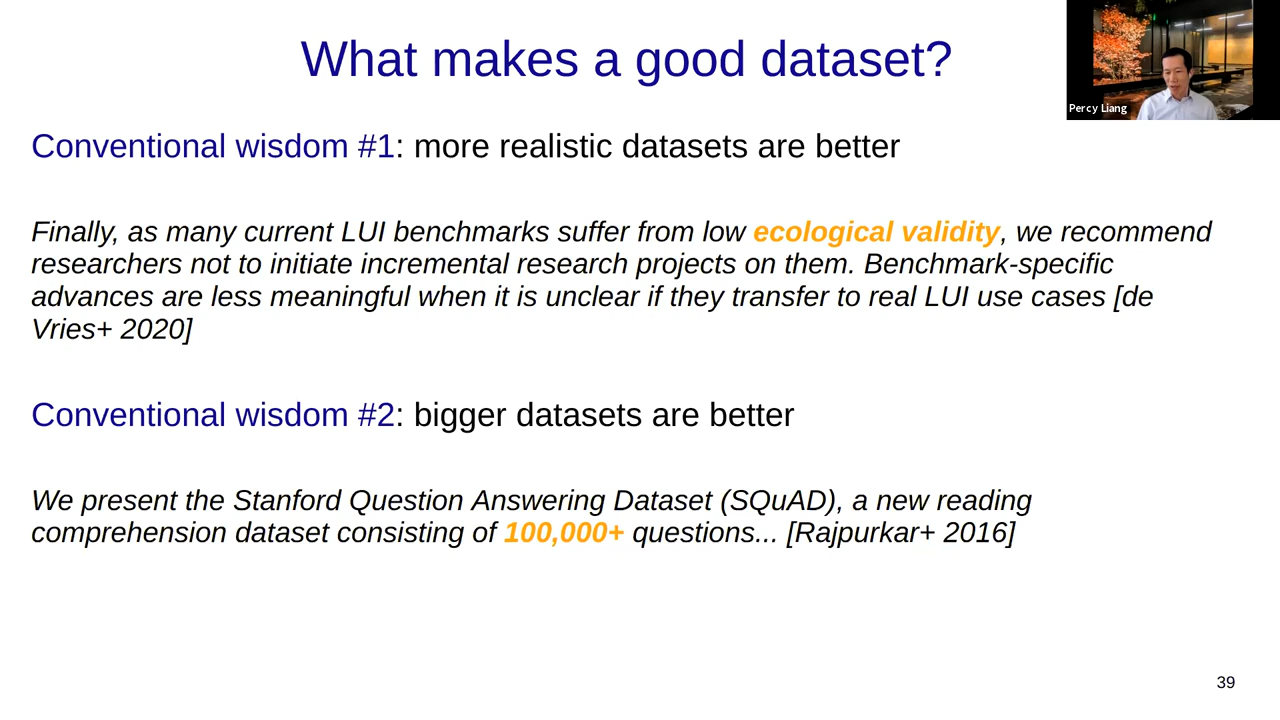 What makes a good dataset?
Percy Liang
Conventional wisdom #1: more realistic datasets are better
Finally, as many current LUI benchmarks suffer from low ecological validity, we recommend
researchers not to initiate incremental research projects on them. Benchmark-specific
advances are less meaningful when it is unclear if they transfer to real LUI use cases [de
Vries+ 2020]
Conventional wisdom #2: bigger datasets are better
We present the Stanford Question Answering Dataset (SQuAD), a new reading
comprehension dataset consisting of 100,000+ questions... [Rajpurkar+ 2016]
39